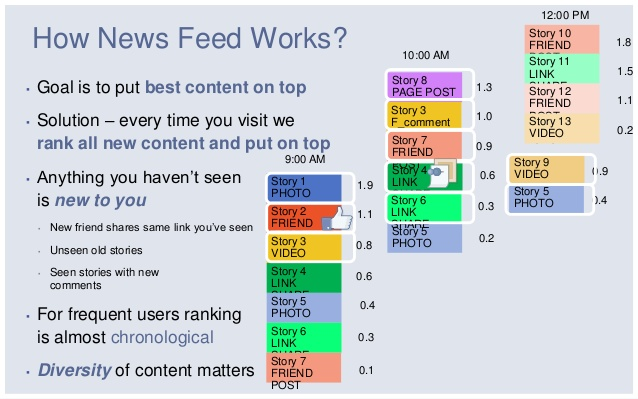 How News Feed Works?
· Goal is to put best content on top
· Solution – every time you visit we
rank all new content and put on top
· Anything you haven't seen
is new to you
· New friend shares same link you've seen
· Unseen old stories
· Seen stories with new
comments
· For frequent users ranking
is almost chronological
· Diversity of content matters
9:00 AM
Story 1
PHOTO
1.9
Story 2
FRIEND
1.1
Story 3
VIDEO
0.8
Story 4
LINK
SHARE
0.6
Story 5
PHOTO
0.4
Story 6
LINK
SHARE
0.3
Story 7
FRIEND
POST
0.1
10:00 AM
Story 8
PAGE POST
1.3
Story 3
F_comment
1.0
Story 7
FRIEND
POST
0.9
Story 4
LINK
0.6
Story 6
LINK
SHARE
0.3
Story 5
PHOTO
0.2
12:00 PM
Story 10
FRIEND
1.8
Story 11
LINK
SHARE
1.5
Story 12
FRIEND
1.1
Story 13
VIDEO
0.2
Story 9
VIDEO
0.9
Story 5
PHOTO
0.4